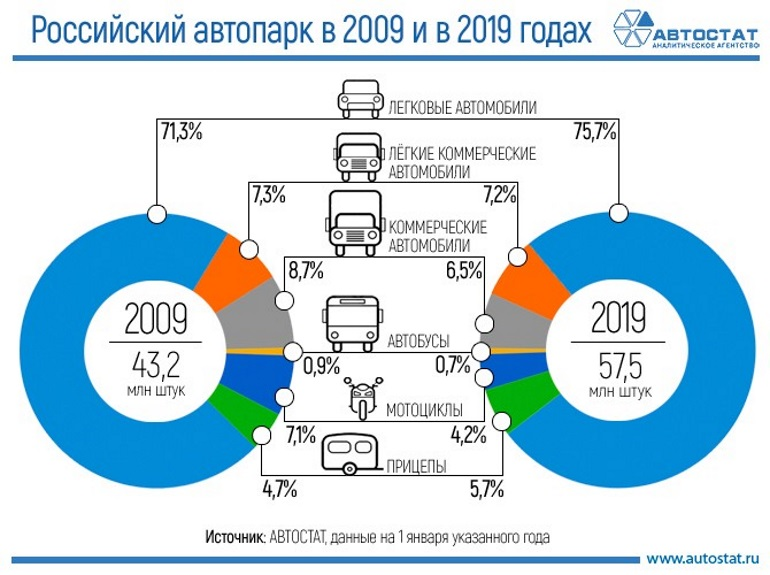 Российский автопарк в 2009 и в 2019 годах
АВТОСТАТ
АНАЛИТИЧЕСКОЕ АГЕНТСТВО
ЛЕГКОВЫЕ АВТОМОБИЛИ
71,3%
75,7%
ЛЁГКИЕ КОММЕРЧЕСКИЕ
АВТОМОБИЛИ
7,3%
7,2%
КОММЕРЧЕСКИЕ
АВТОМОБИЛИ
8,7%
6,5%
2009
43,2
млн штук
2019
57,5
млн штук
АВТОБУСЫ
0,9%
0,7%
МОТОЦИКЛЫ
7,1%
4,2%
ПРИЦЕПЫ
4,7%
5,7%
Источник: АВТОСТАТ, данные на 1 января указанного года
www.autostat.ru